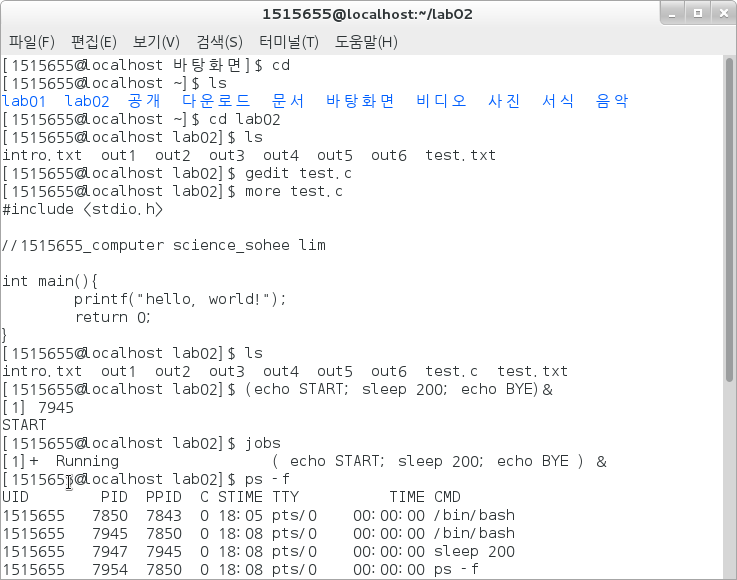 1515655@localhost:~/lab02
파일(F) 편집(E) 보기(V) 검색(S) 터미널(T) 도움말(H)
[1515655@localhost 바탕화면]$ cd
[1515655@localhost ~]$ ls
lab01  lab02  공개  다운로드  문서  바탕화면  비디오  사진  서식  음악
[1515655@localhost ~]$ cd lab02
[1515655@localhost lab02]$ ls
intro.txt  out1  out2  out3  out4  out5  out6  test.txt
[1515655@localhost lab02]$ gedit test.c
[1515655@localhost lab02]$ more test.c
#include <stdio.h>

//1515655_computer science_sohee lim

int main(){
        printf("hello, world!");
        return 0;
}
[1515655@localhost lab02]$ ls
intro.txt  out1  out2  out3  out4  out5  out6  test.c  test.txt
[1515655@localhost lab02]$ (echo START; sleep 200; echo BYE)&
[1] 7945
START
[1515655@localhost lab02]$ jobs
[1]+  Running                 ( echo START; sleep 200; echo BYE ) &
[1515655@localhost lab02]$ ps -f
UID        PID  PPID  C STIME TTY          TIME CMD
1515655   7850  7843  0 18:05 pts/0    00:00:00 /bin/bash
1515655   7945  7850  0 18:08 pts/0    00:00:00 /bin/bash
1515655   7947  7945  0 18:08 pts/0    00:00:00 sleep 200
1515655   7954  7850  0 18:08 pts/0    00:00:00 ps -f